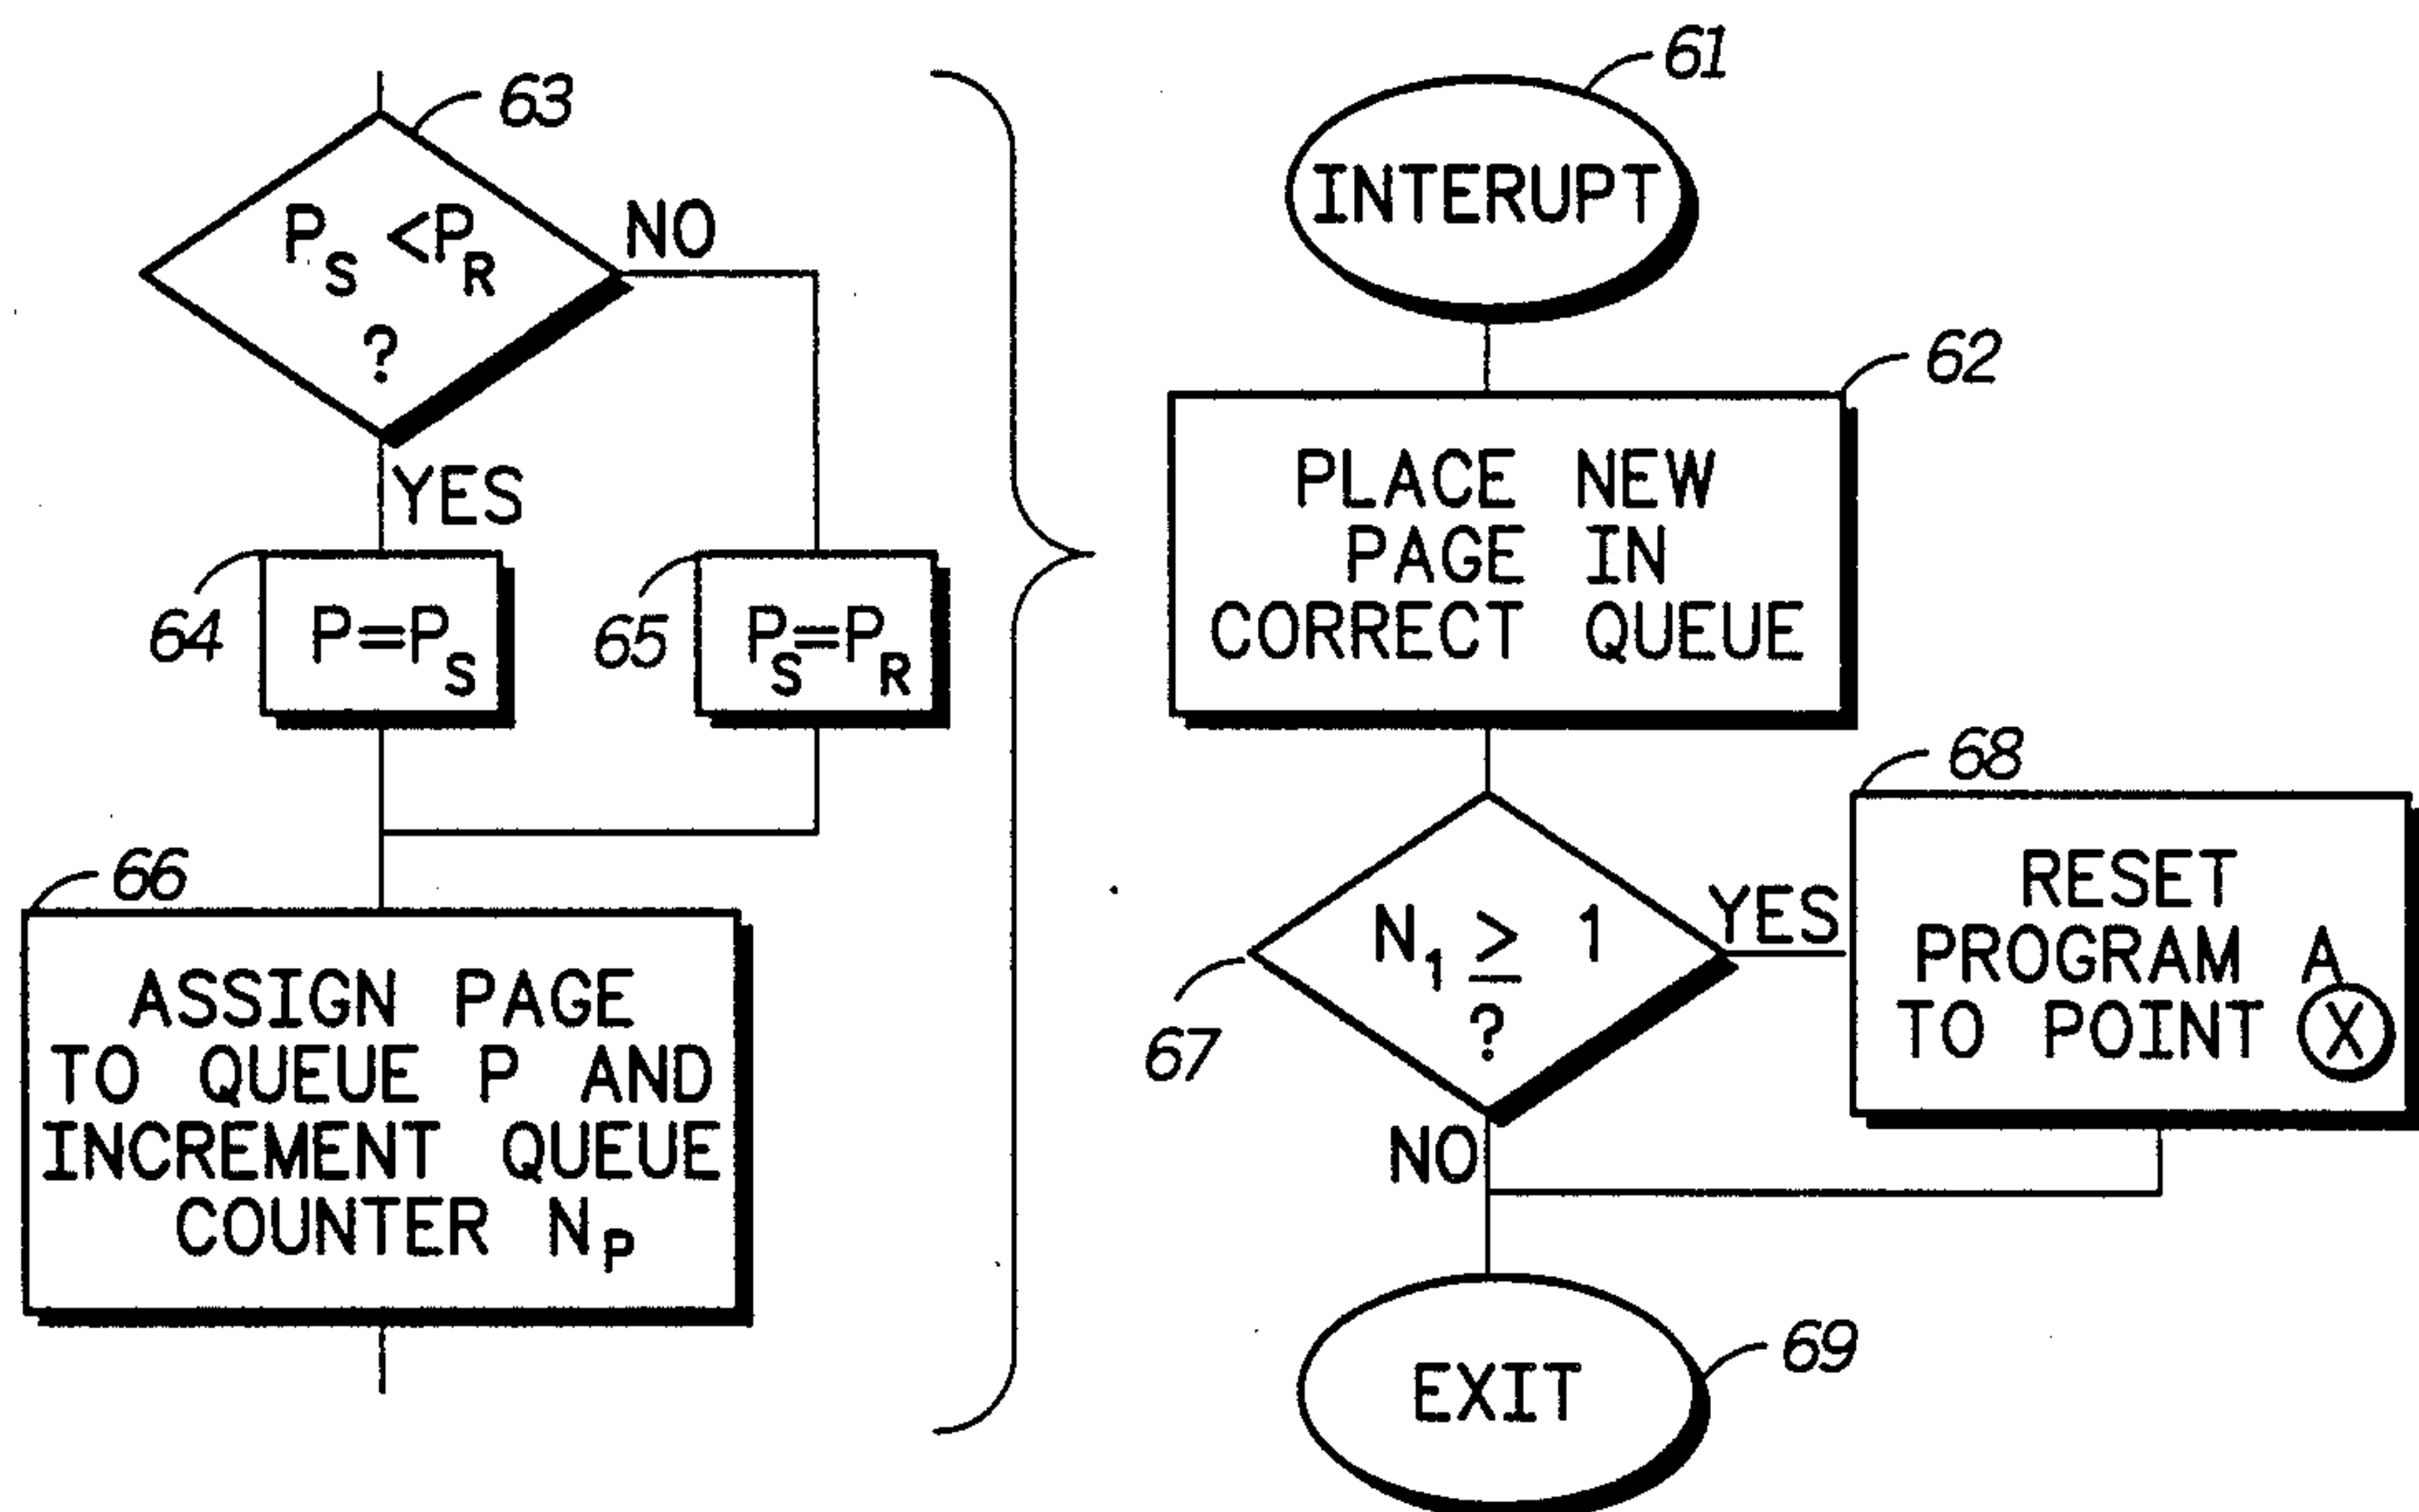 63
P_S <P_R
?
NO
YES
64
P=P_S
65
P_S=P_R
66
ASSIGN PAGE
TO QUEUE P AND
INCREMENT QUEUE
COUNTER N_P
61
INTERUPT
62
PLACE NEW
PAGE IN
CORRECT QUEUE
67
N_1 ≥ 1
?
YES
NO
68
RESET
PROGRAM A
TO POINT X
69
EXIT